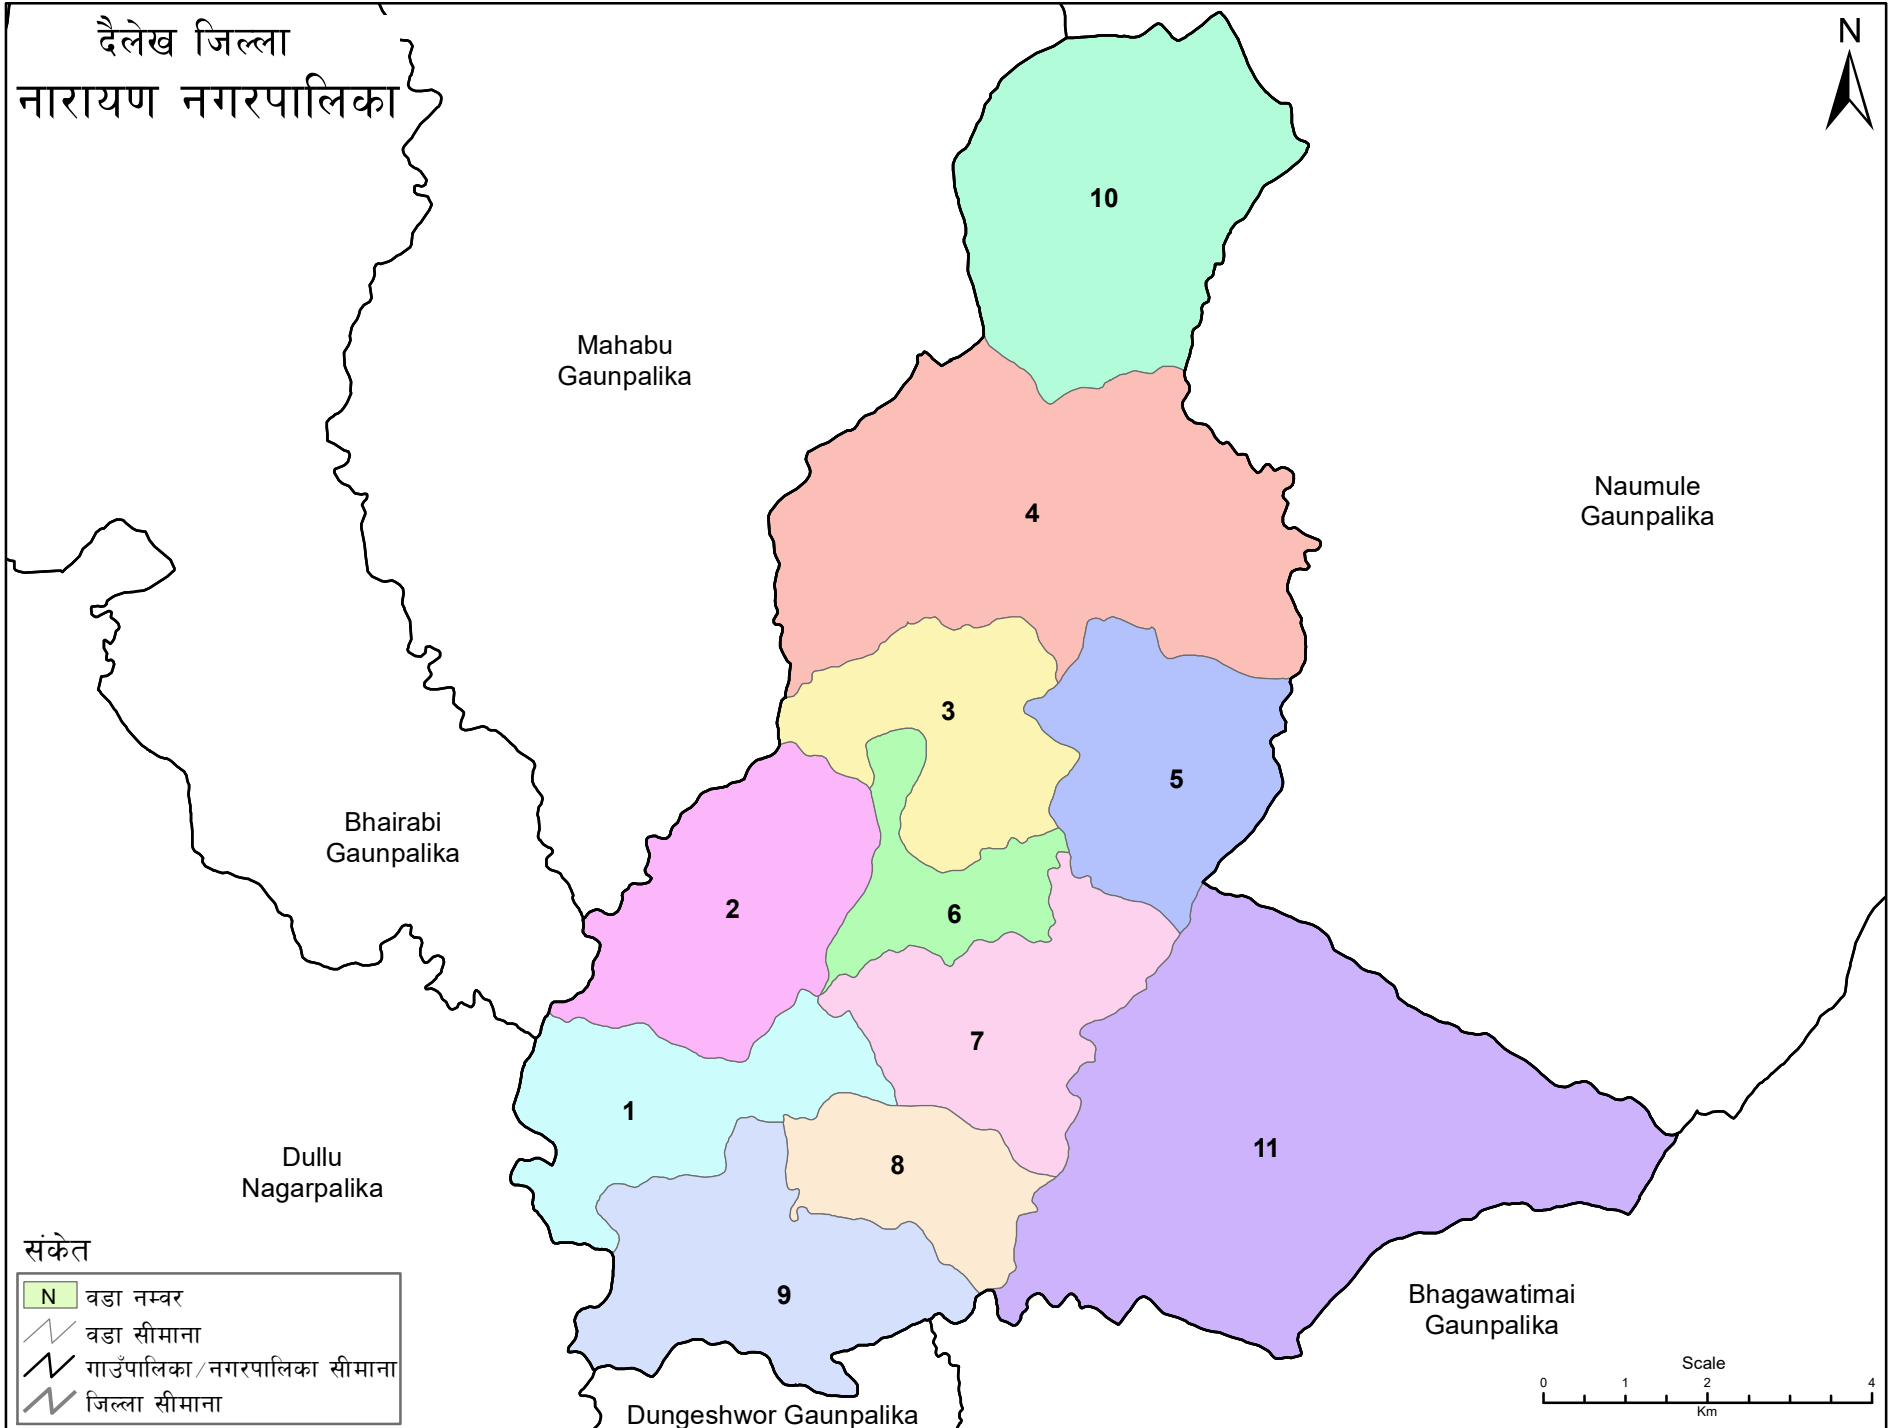 दैलेख जिल्ला
नारायण नगरपालिका
N
10
Mahabu
Gaunpalika
4
Naumule
Gaunpalika
3
5
Bhairabi
Gaunpalika
2
6
7
1
11
8
Dullu
Nagarpalika
9
Bhagawatimai
Gaunpalika
Dungeshwor Gaunpalika
संकेत
N वडा नम्वर
वडा सीमाना
गाउँपालिका/नगरपालिका सीमाना
जिल्ला सीमाना
Scale
0 1 2 4
Km